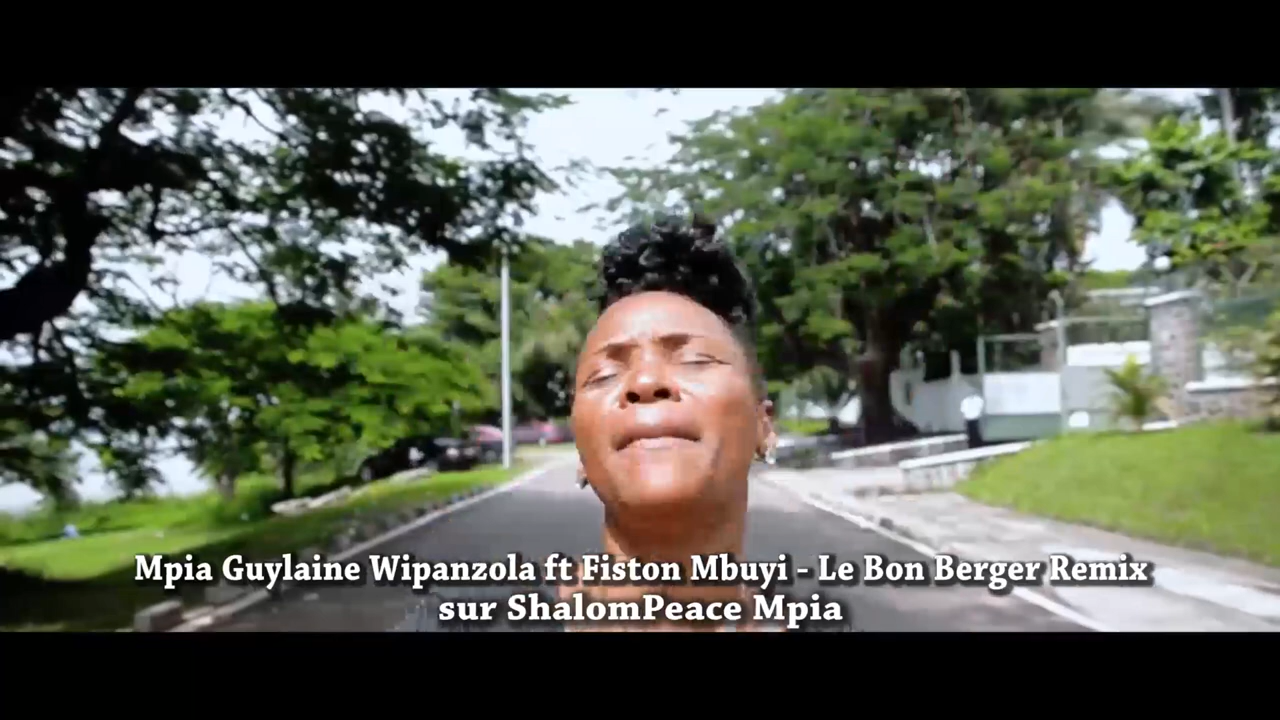 Mpia Guylaine Wipanzola ft Fiston Mbuyi - Le Bon Berger Remix
sur ShalomPeace Mpia